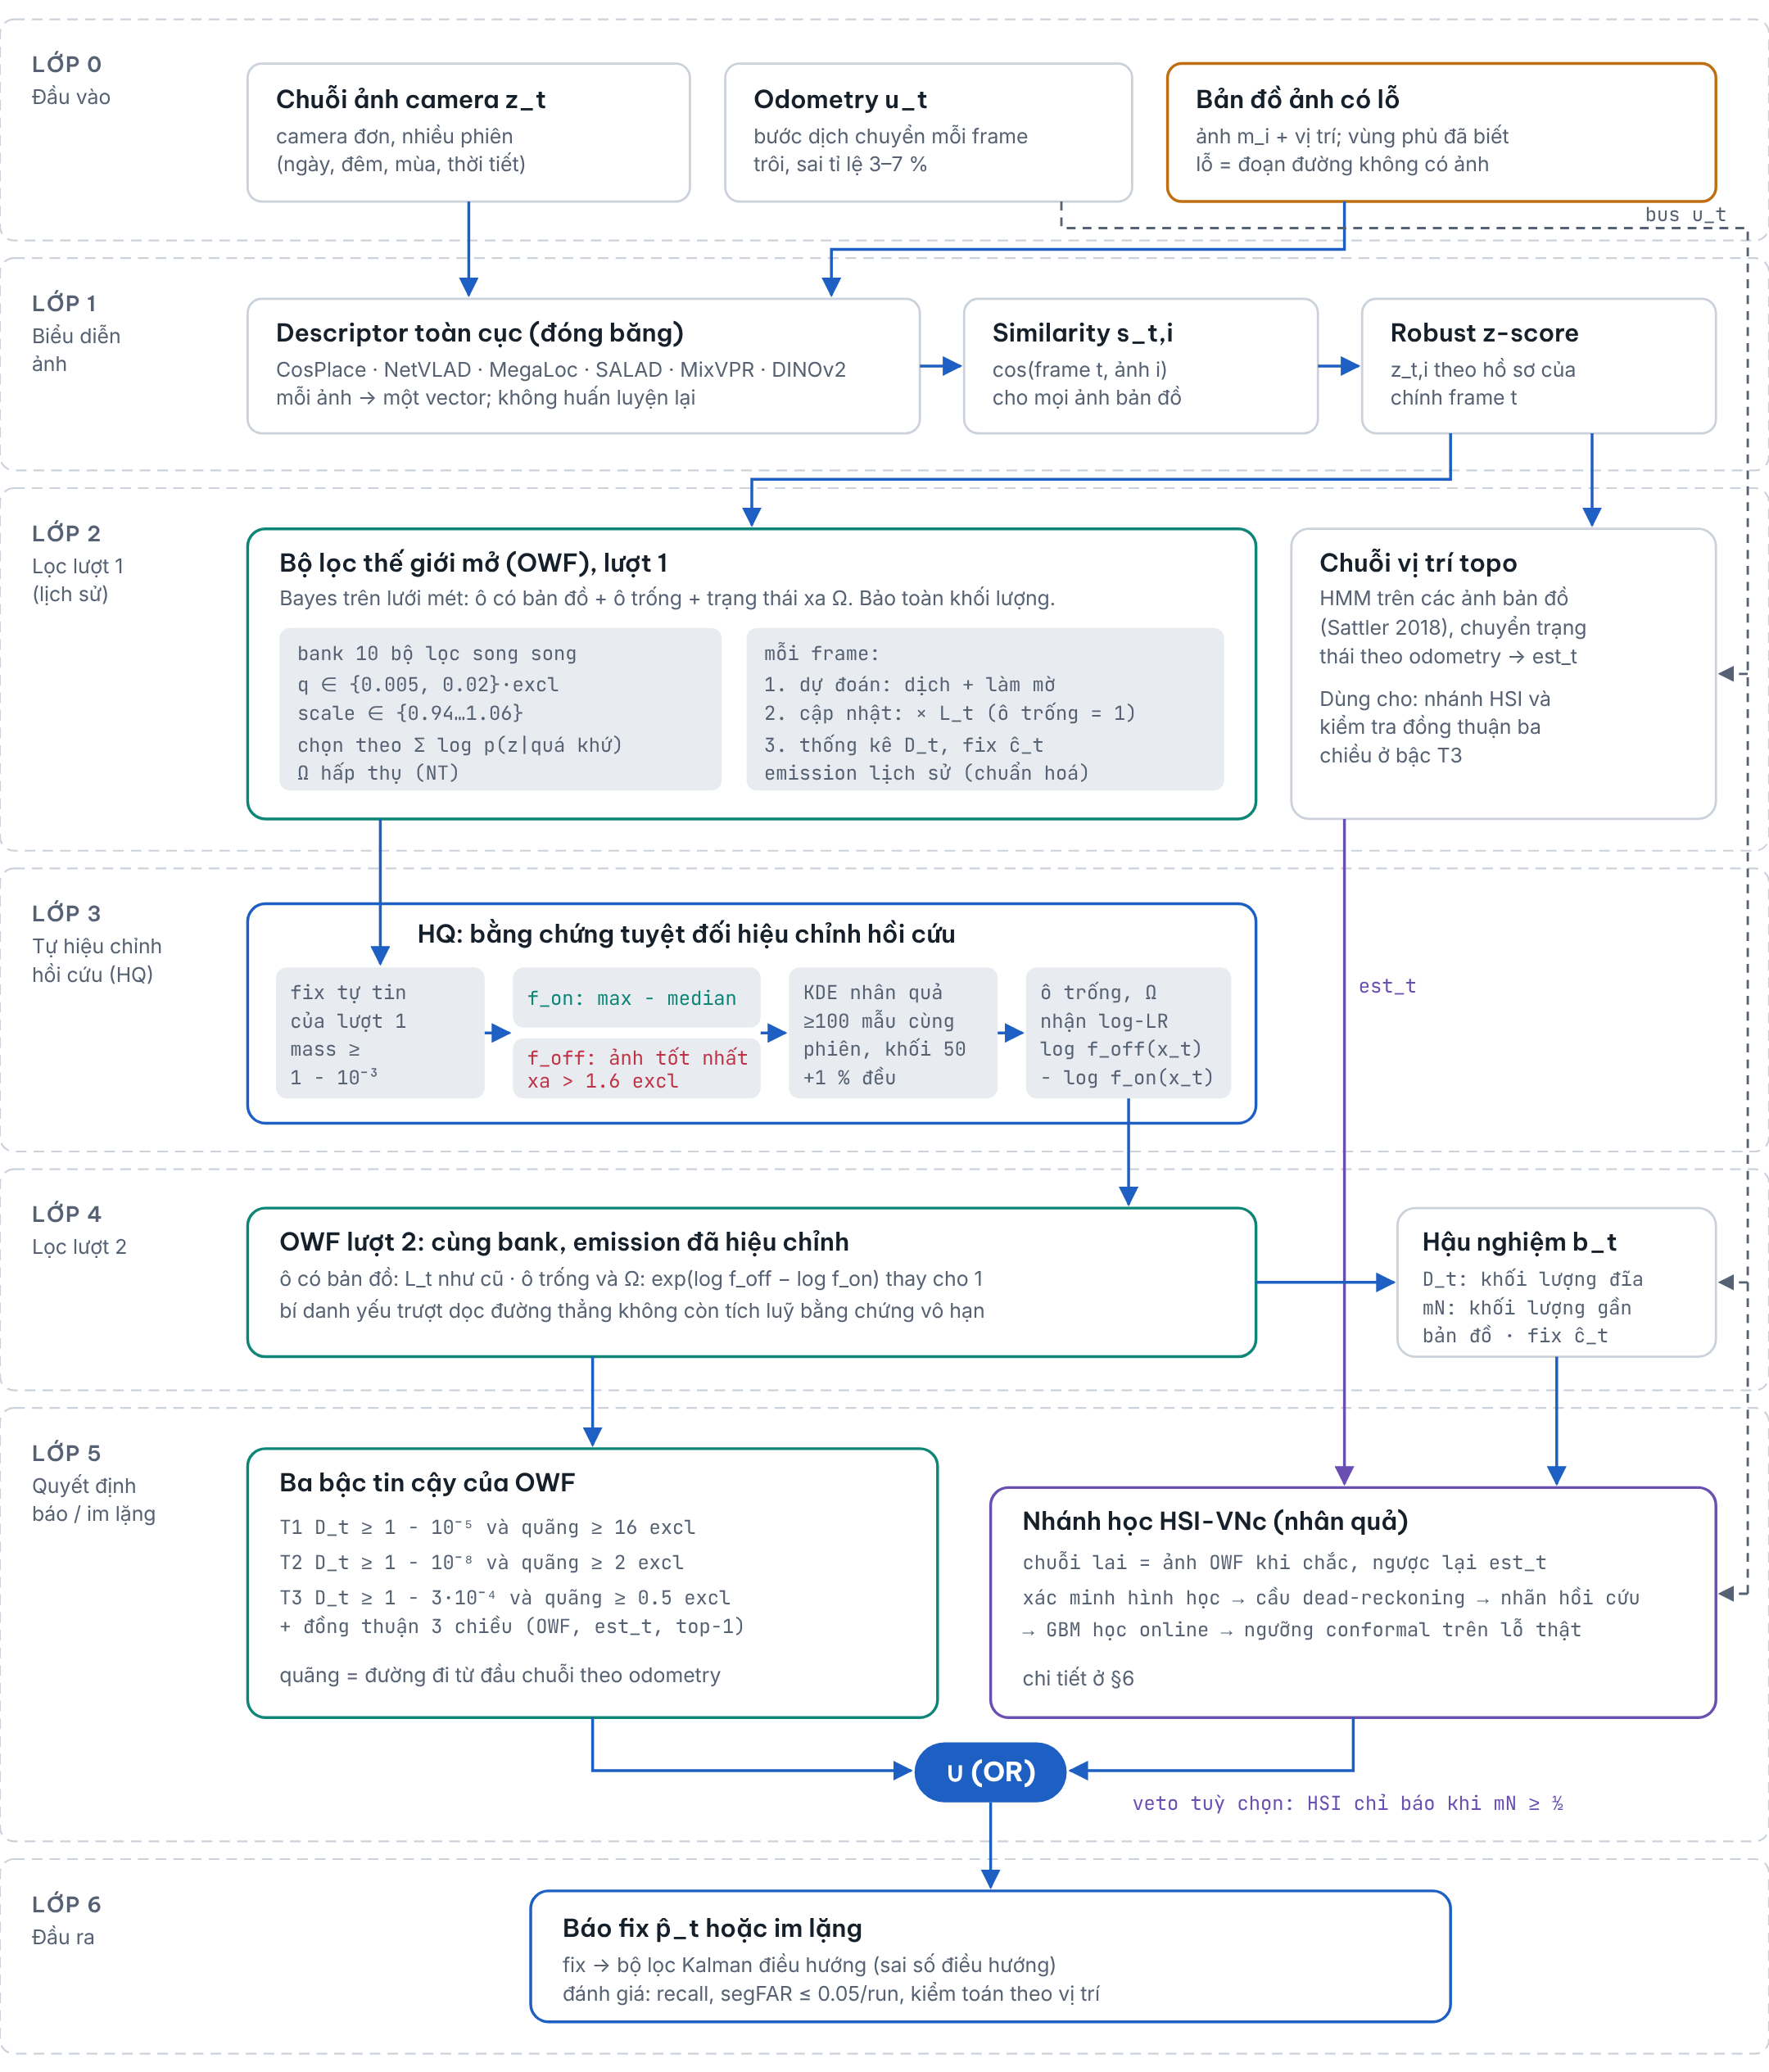 LỚP 0
Đầu vào
Chuỗi ảnh camera z_t
camera đơn, nhiều phiên
(ngày, đêm, mùa, thời tiết)
Odometry u_t
bước dịch chuyển mỗi frame
trôi, sai tỉ lệ 3–7 %
Bản đồ ảnh có lỗ
ảnh m_i + vị trí; vùng phủ đã biết
lỗ = đoạn đường không có ảnh
bus u_t
LỚP 1
Biểu diễn
ảnh
Descriptor toàn cục (đóng băng)
CosPlace · NetVLAD · MegaLoc · SALAD · MixVPR · DINOv2
mỗi ảnh → một vector; không huấn luyện lại
Similarity s_t,i
cos(frame t, ảnh i)
cho mọi ảnh bản đồ
Robust z-score
z_t,i theo hồ sơ của
chính frame t
LỚP 2
Lọc lượt 1
(lịch sử)
Bộ lọc thế giới mở (OWF), lượt 1
Bayes trên lưới mét: ô có bản đồ + ô trống + trạng thái xa Ω. Bảo toàn khối lượng.
bank 10 bộ lọc song song
q ∈ {0.005, 0.02}·excl
scale ∈ {0.94…1.06}
chọn theo Σ log p(z|quá khứ)
Ω hấp thụ (NT)
mỗi frame:
1. dự đoán: dịch + làm mờ
2. cập nhật: × L_t (ô trống = 1)
3. thống kê D_t, fix ĉ_t
emission lịch sử (chuẩn hoá)
Chuỗi vị trí topo
HMM trên các ảnh bản đồ
(Sattler 2018), chuyển trạng
thái theo odometry → est_t
Dùng cho: nhánh HSI và
kiểm tra đồng thuận ba
chiều ở bậc T3
LỚP 3
Tự hiệu chỉnh
hồi cứu (HQ)
HQ: bằng chứng tuyệt đối hiệu chỉnh hồi cứu
fix tự tin
của lượt 1
mass ≥
1 - 10⁻³
f_on: max - median
f_off: ảnh tốt nhất
xa > 1.6 excl
KDE nhân quả
≥100 mẫu cùng
phiên, khối 50
+1 % đều
ô trống, Ω
nhận log-LR
log f_off(x_t)
- log f_on(x_t)
est_t
LỚP 4
Lọc lượt 2
OWF lượt 2: cùng bank, emission đã hiệu chỉnh
ô có bản đồ: L_t như cũ · ô trống và Ω: exp(log f_off − log f_on) thay cho 1
bí danh yếu trượt dọc đường thẳng không còn tích luỹ bằng chứng vô hạn
Hậu nghiệm b_t
D_t: khối lượng đĩa
mN: khối lượng gần
bản đồ · fix ĉ_t
LỚP 5
Quyết định
báo / im lặng
Ba bậc tin cậy của OWF
T1 D_t ≥ 1 - 10⁻⁵ và quãng ≥ 16 excl
T2 D_t ≥ 1 - 10⁻⁸ và quãng ≥ 2 excl
T3 D_t ≥ 1 - 3·10⁻⁴ và quãng ≥ 0.5 excl
+ đồng thuận 3 chiều (OWF, est_t, top-1)
quãng = đường đi từ đầu chuỗi theo odometry
Nhánh học HSI-VNc (nhân quả)
chuỗi lai = ảnh OWF khi chắc, ngược lại est_t
xác minh hình học → cầu dead-reckoning → nhãn hồi cứu
→ GBM học online → ngưỡng conformal trên lỗ thật
chi tiết ở §6
∪ (OR)
veto tuỳ chọn: HSI chỉ báo khi mN ≥ ½
LỚP 6
Đầu ra
Báo fix p̂_t hoặc im lặng
fix → bộ lọc Kalman điều hướng (sai số điều hướng)
đánh giá: recall, segFAR ≤ 0.05/run, kiểm toán theo vị trí